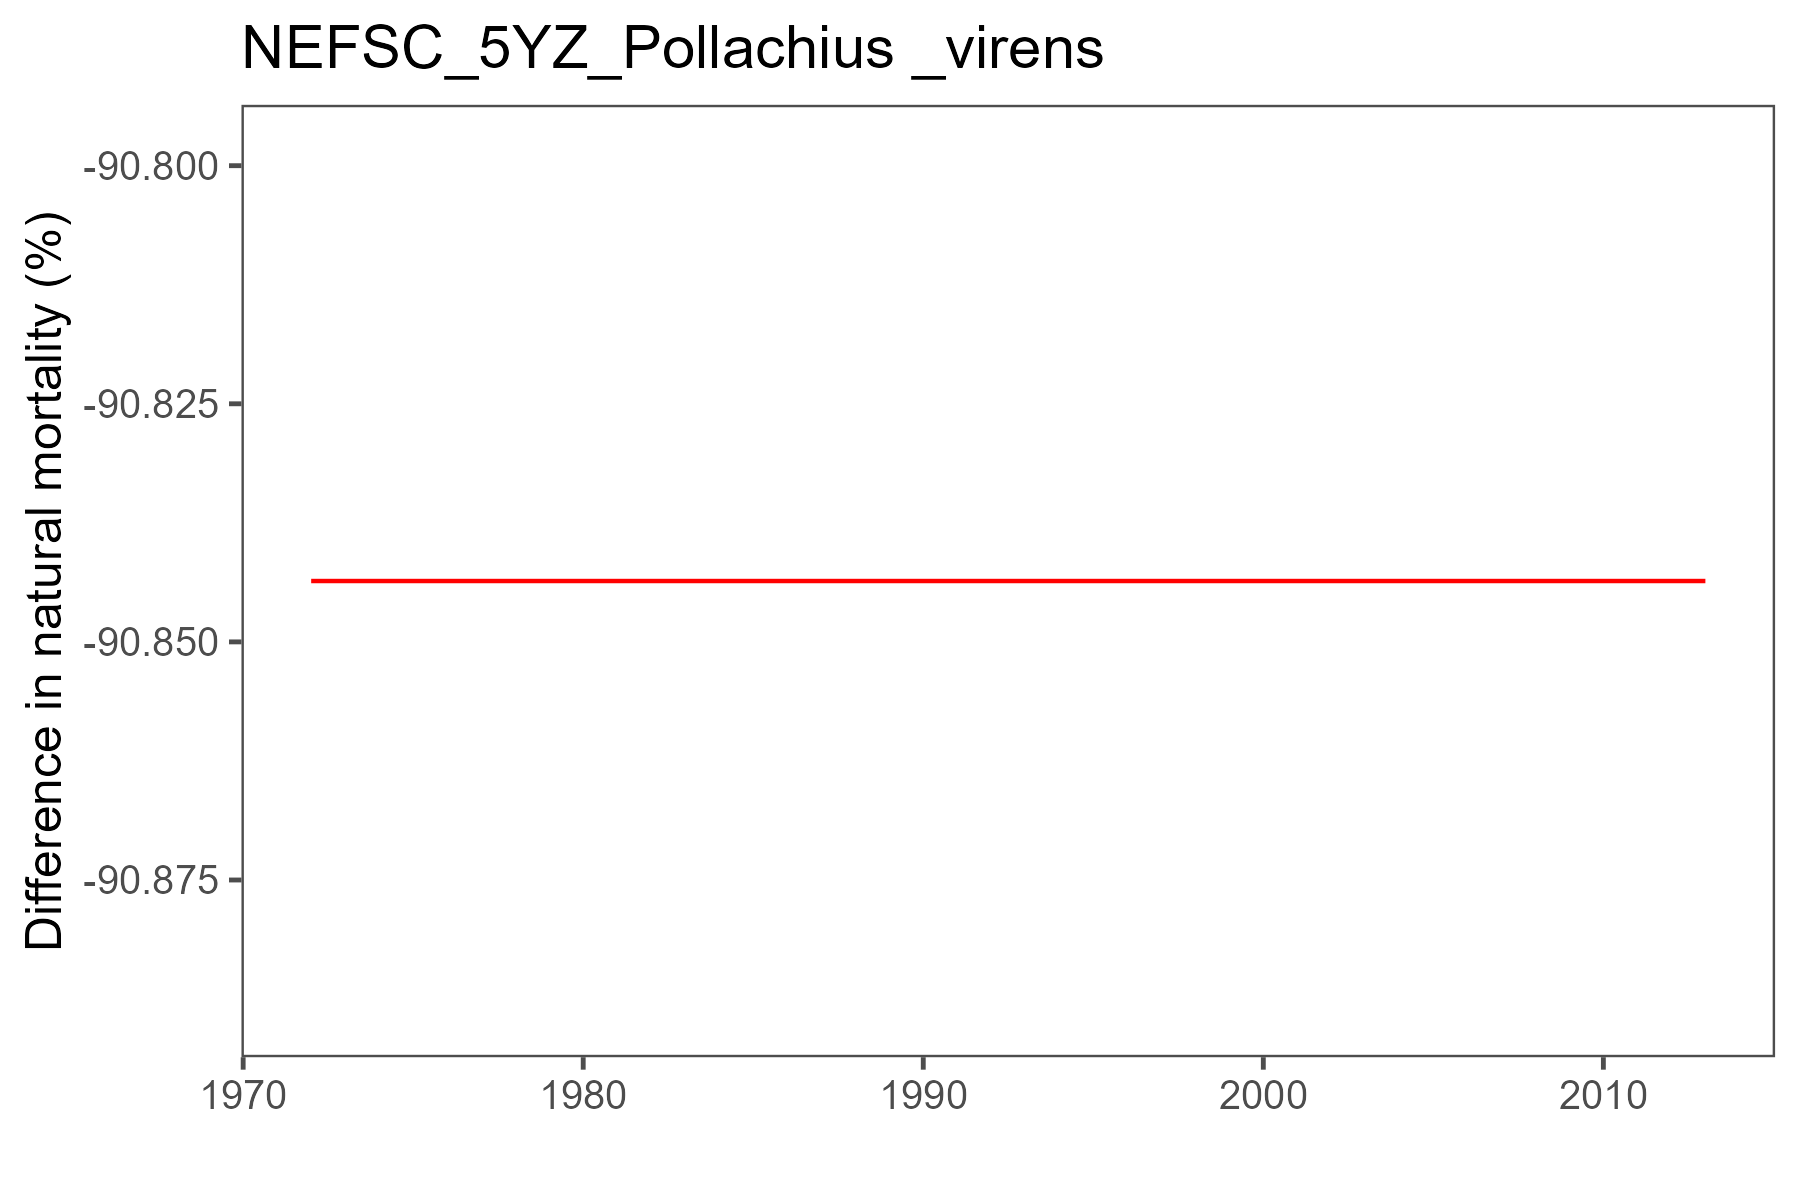 NEFSC_5YZ_Pollachius _virens
Difference in natural mortality (%)
-90.800
-90.825
-90.850
-90.875
1970 1980 1990 2000 2010